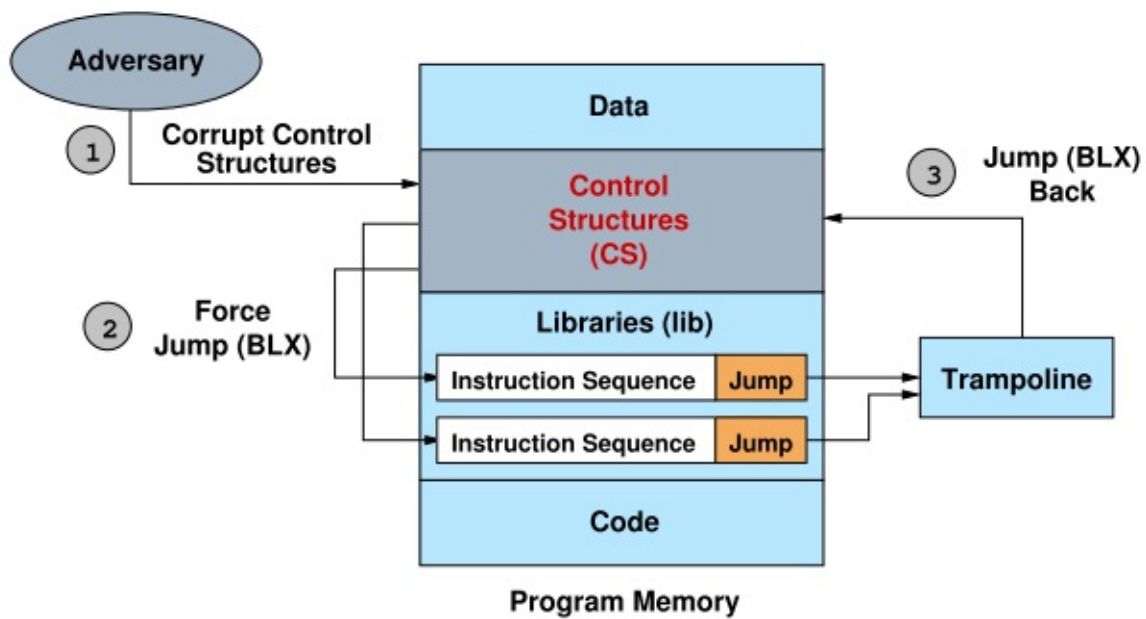 Adversary
1
Corrupt Control
Structures
Data
Control
Structures
(CS)
3
Jump (BLX)
Back
2
Force
Jump (BLX)
Libraries (lib)
Instruction Sequence Jump
Instruction Sequence Jump
Trampoline
Code
Program Memory